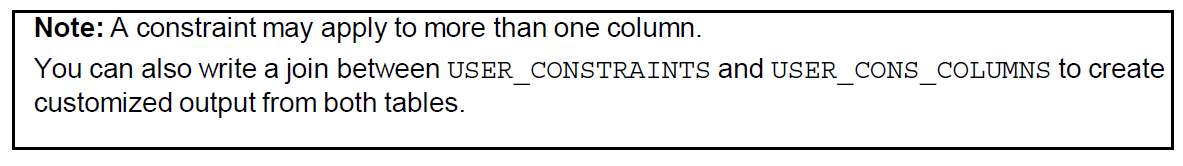 Note: A constraint may apply to more than one column.
You can also write a join between USER_CONSTRAINTS and USER_CONS_COLUMNS to create
customized output from both tables.